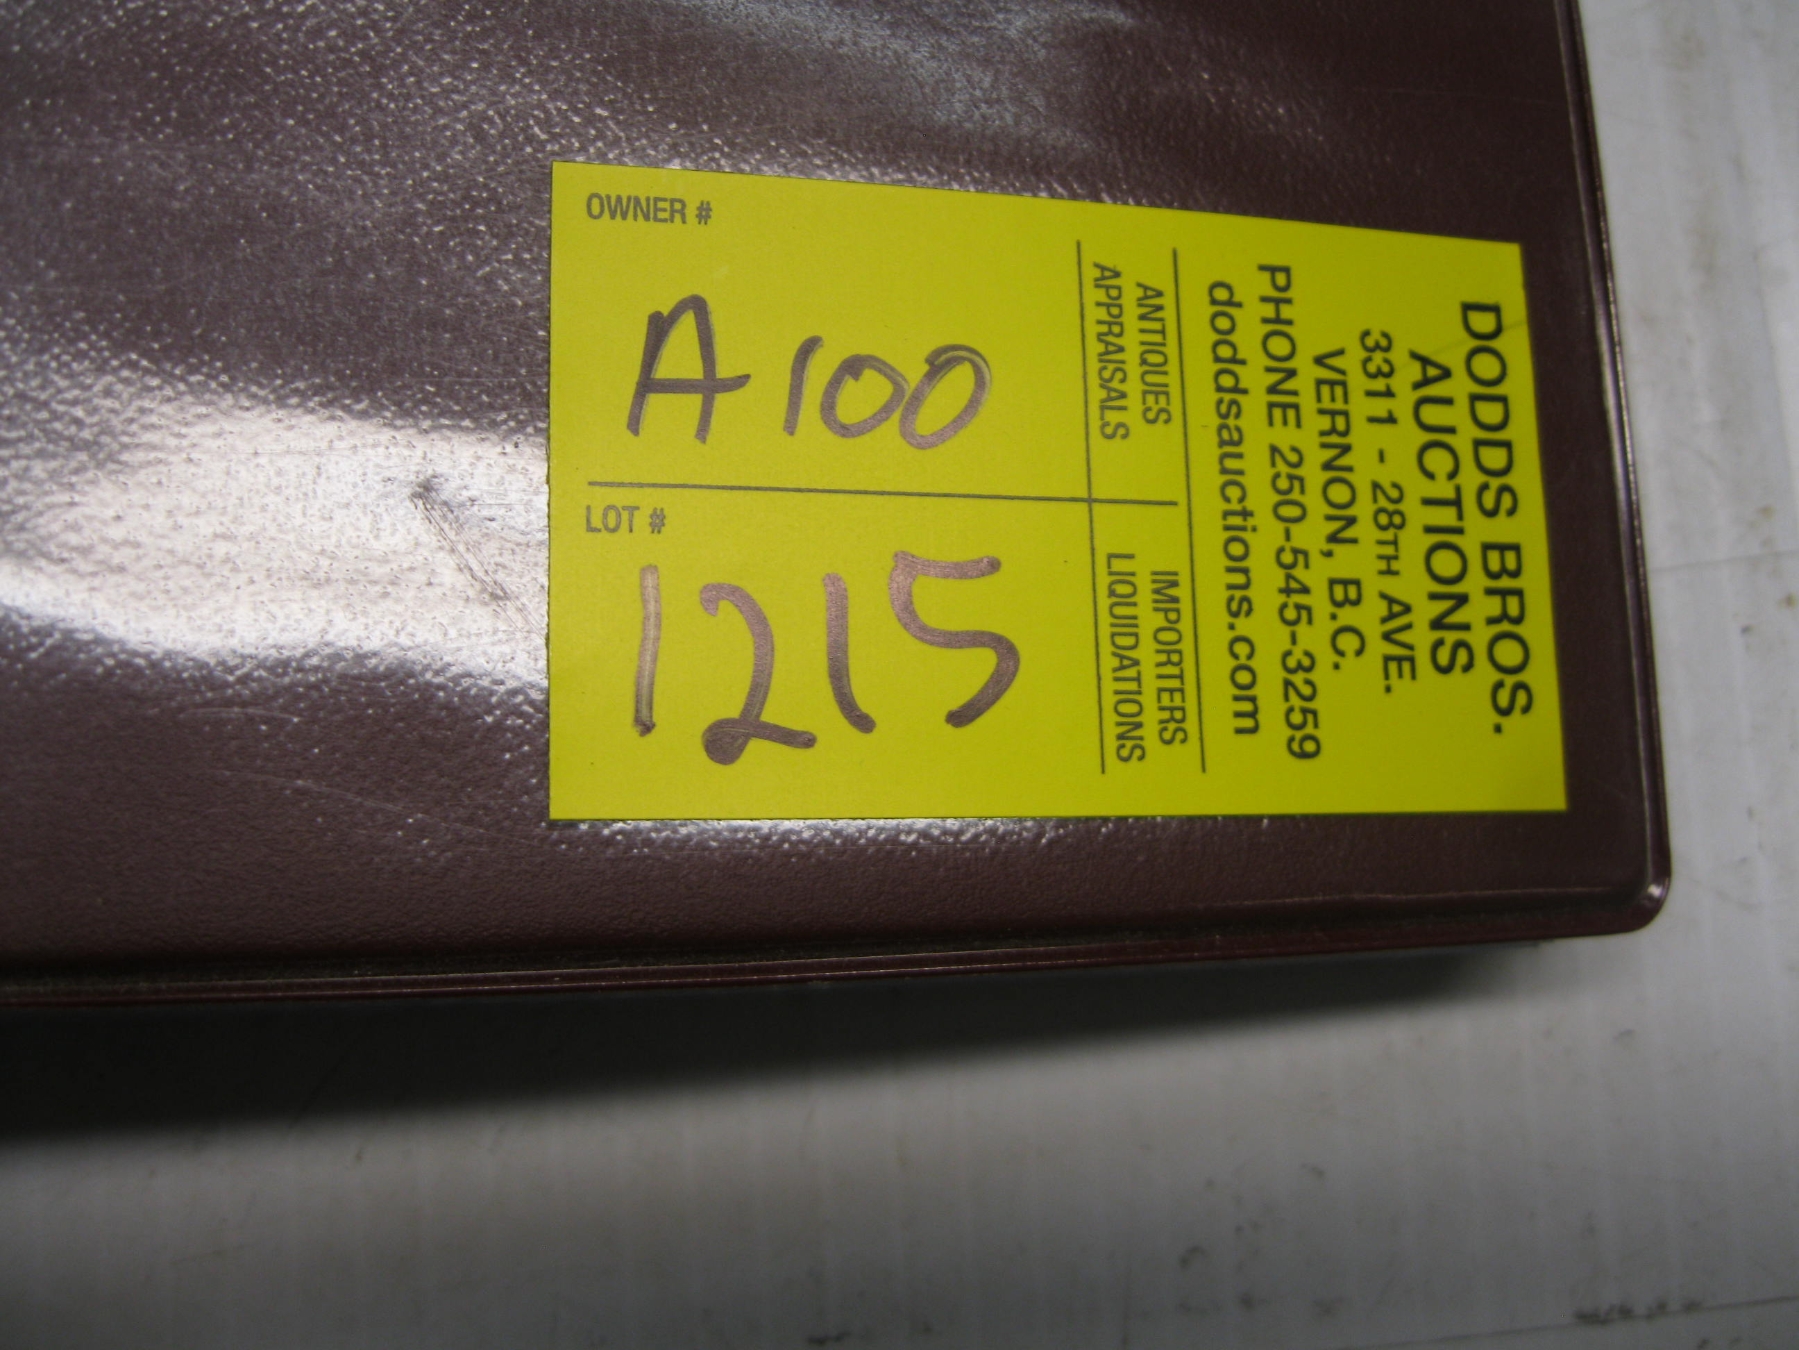 DODDS BROS.
AUCTIONS
3311 - 28TH AVE.
VERNON, B.C.
PHONE 250-545-3259
doddsauctions.com
ANTIQUES
APPRAISALS
IMPORTERS
LIQUIDATIONS
OWNER #
A100
LOT #
1215